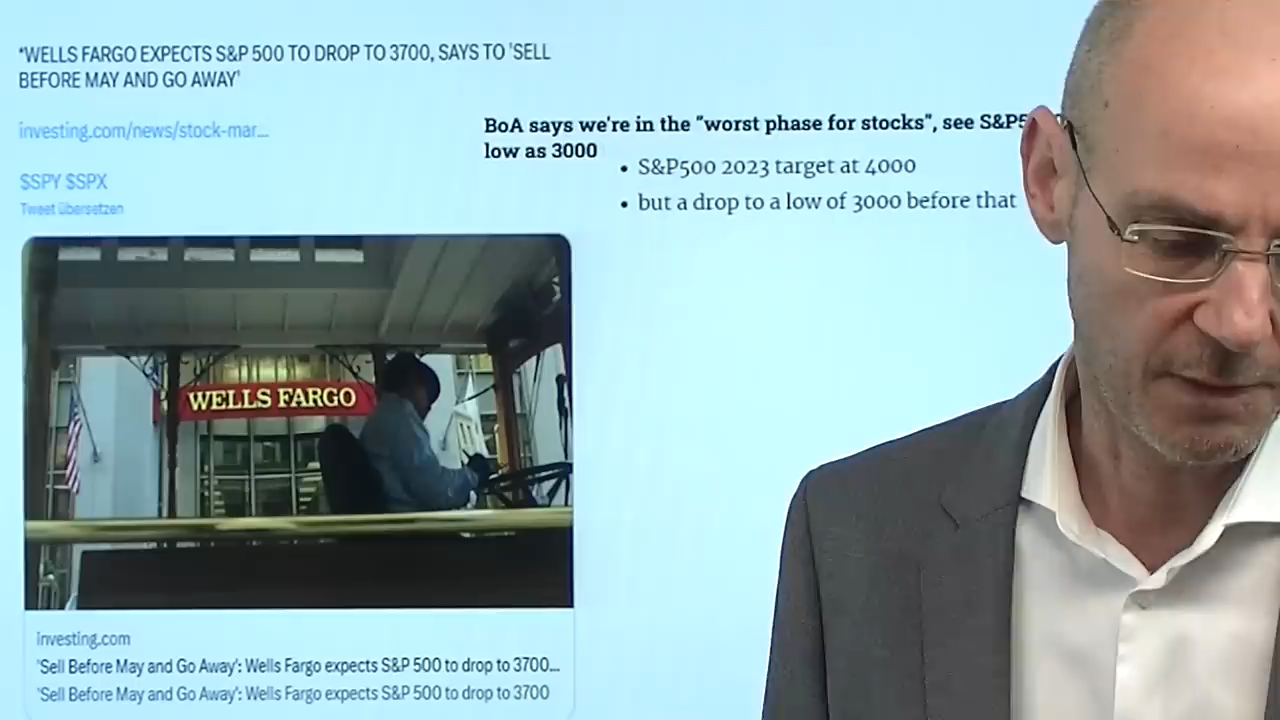 *WELLS FARGO EXPECTS S&P 500 TO DROP TO 3700, SAYS TO 'SELL
BEFORE MAY AND GO AWAY'
investing.com/news/stock-mar...
$SPY $SPX
Tweet übersetzen
BoA says we're in the "worst phase for stocks", see S&P5
low as 3000
• S&P500 2023 target at 4000
• but a drop to a low of 3000 before that
WELLS FARGO
investing.com
'Sell Before May and Go Away': Wells Fargo expects S&P 500 to drop to 3700...
'Sell Before May and Go Away': Wells Fargo expects S&P 500 to drop to 3700